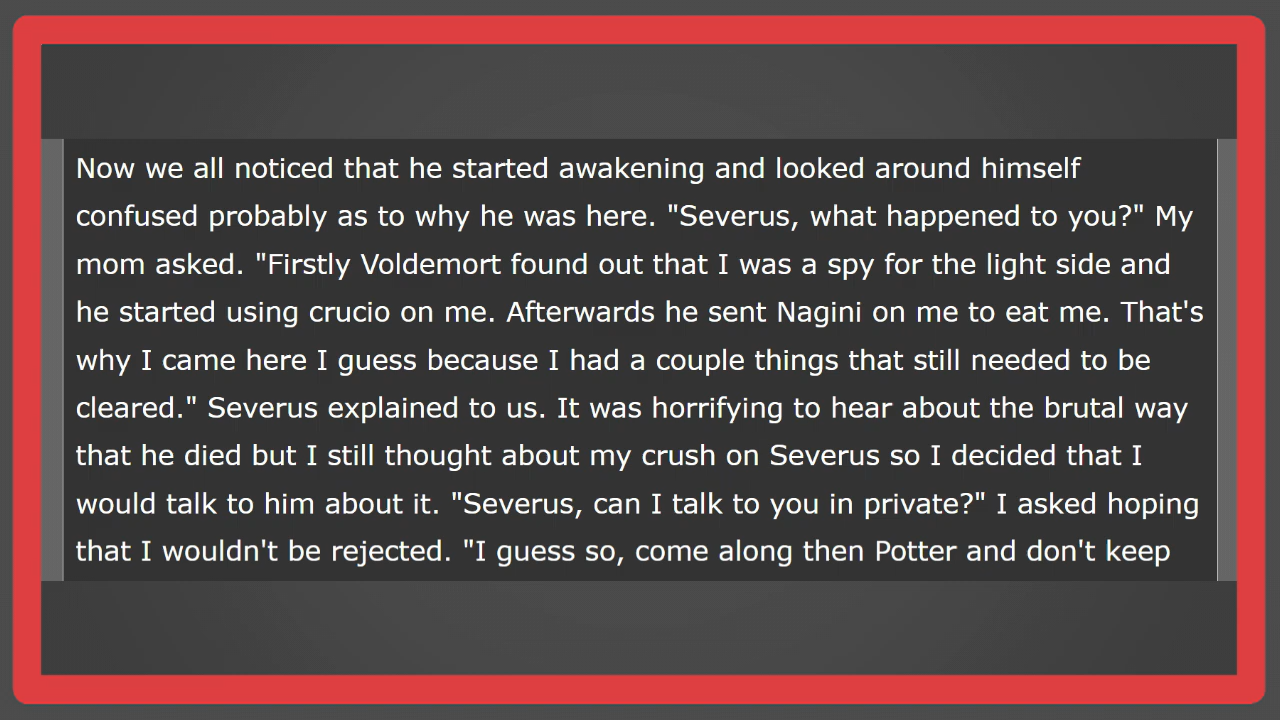 Now we all noticed that he started awakening and looked around himself
confused probably as to why he was here. "Severus, what happened to you?" My
mom asked. "Firstly Voldemort found out that I was a spy for the light side and
he started using crucio on me. Afterwards he sent Nagini on me to eat me. That's
why I came here I guess because I had a couple things that still needed to be
cleared." Severus explained to us. It was horrifying to hear about the brutal way
that he died but I still thought about my crush on Severus so I decided that I
would talk to him about it. "Severus, can I talk to you in private?" I asked hoping
that I wouldn't be rejected. "I guess so, come along then Potter and don't keep